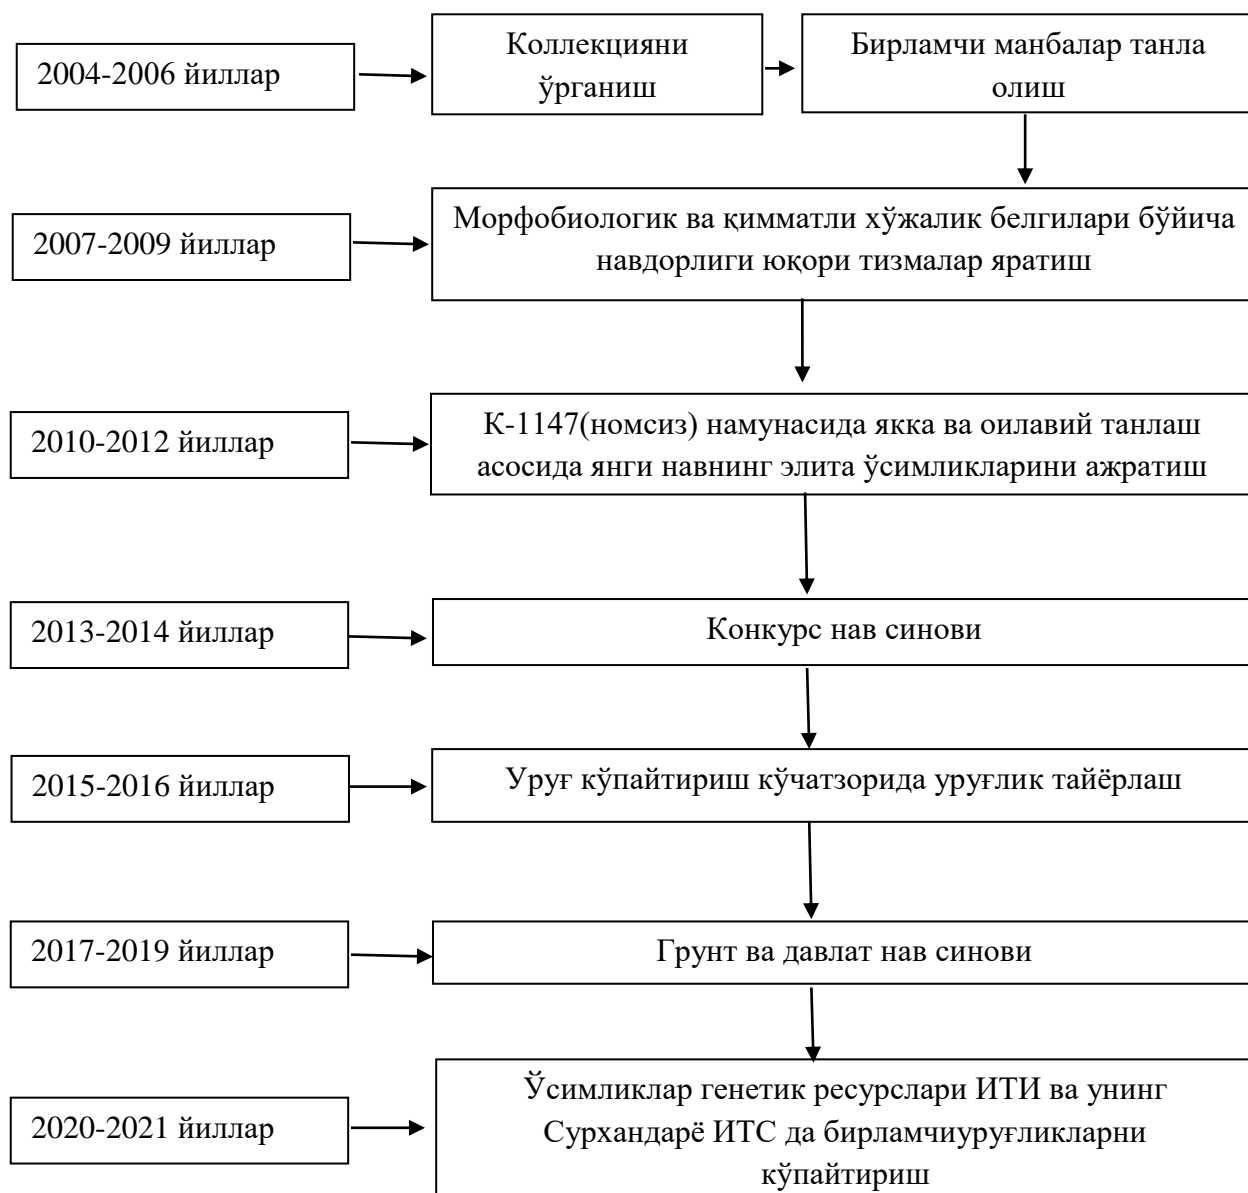 2004-2006 йиллар
Коллекцияни
ўрганиш
Бирламчи манбалар танла
олиш
2007-2009 йиллар
Морфобиологик ва қимматли хўжалик белгилари бўйича
навдорлиги юқори тизмалар яратиш
2010-2012 йиллар
К-1147(номсиз) намунасида якка ва оилавий танлаш
асосида янги навнинг элита ўсимликларини ажратиш
2013-2014 йиллар
Конкурс нав синови
2015-2016 йиллар
Уруғ кўпайтириш кўчатзорида уруғлик тайёрлаш
2017-2019 йиллар
Грунт ва давлат нав синови
2020-2021 йиллар
Ўсимликлар генетик ресурслари ИТИ ва унинг
Сурхандарё ИТС да бирламчиуруғликларни
кўпайтириш